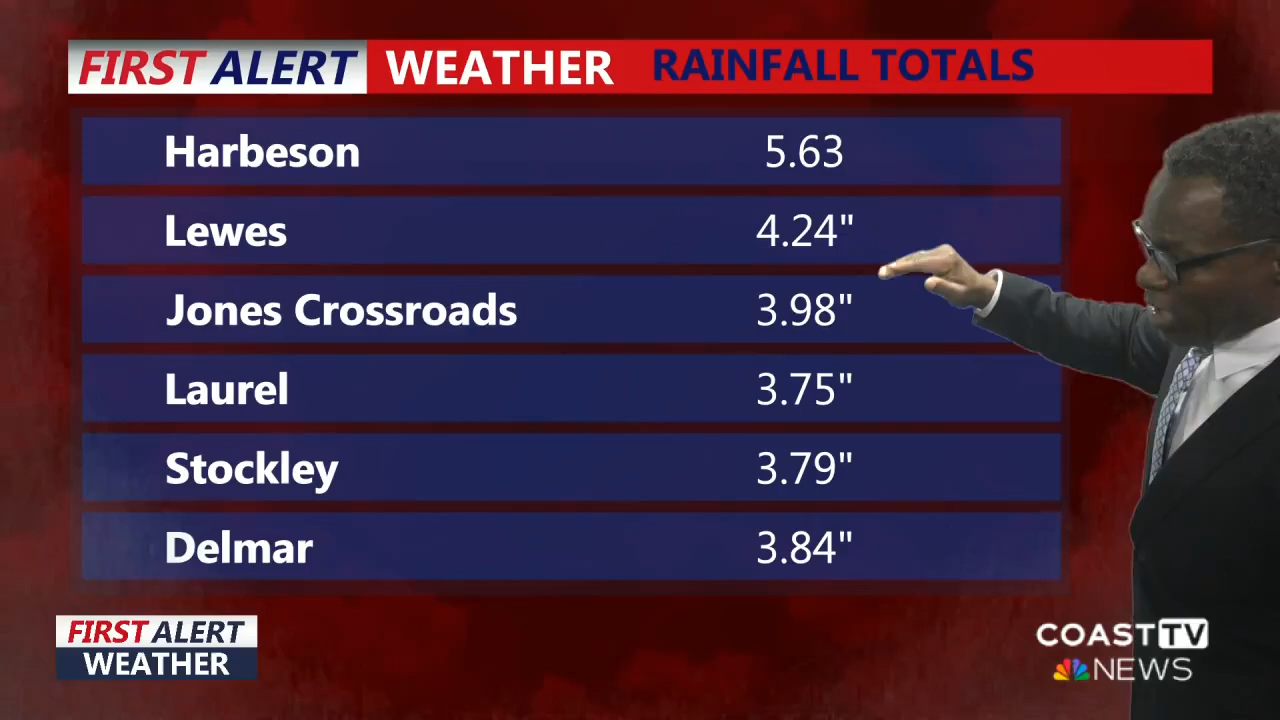 FIRST ALERT WEATHER RAINFALL TOTALS
Harbeson 5.63
Lewes 4.24"
Jones Crossroads 3.98"
Laurel 3.75"
Stockley 3.79"
Delmar 3.84"
FIRST ALERT
WEATHER
COAST TV
NEWS